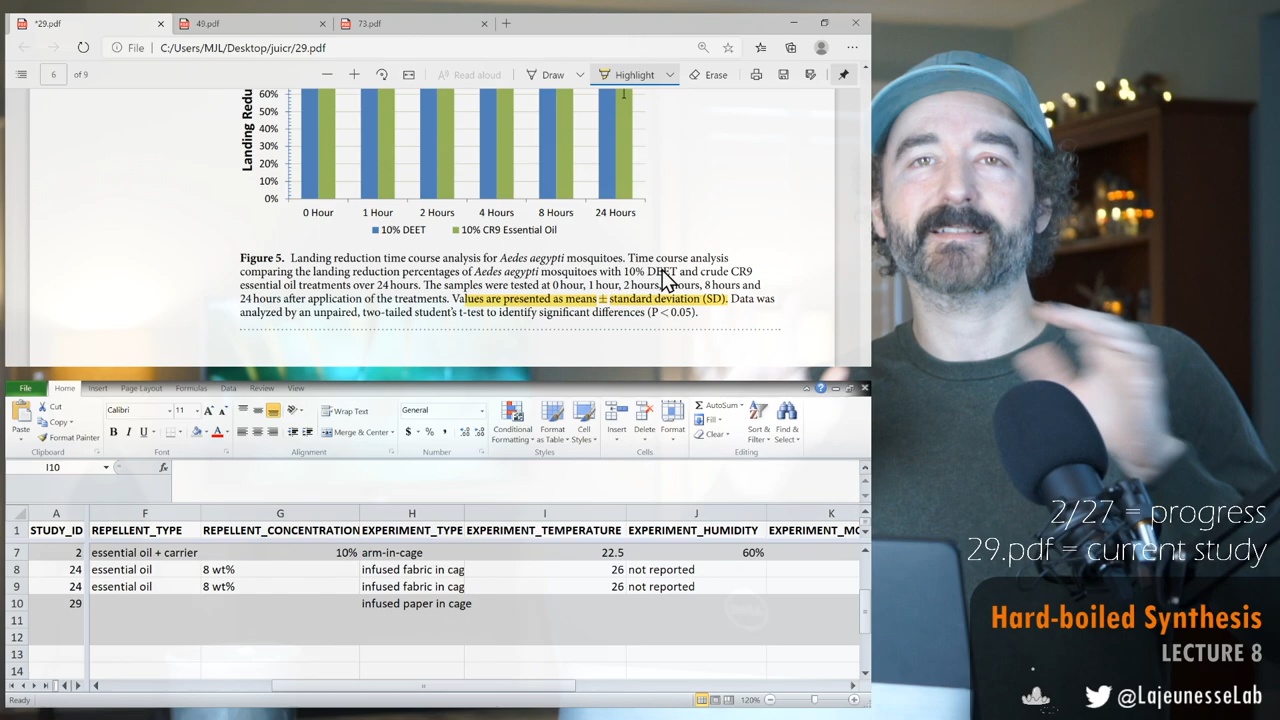 *29.pdf
49.pdf
73.pdf
File C:/Users/MJL/Desktop/juicr/29.pdf
6 of 9
Read aloud
Draw
Highlight
Erase
Landing Redu
60%
50%
40%
30%
20%
10%
0%
0 Hour 1 Hour 2 Hours 4 Hours 8 Hours 24 Hours
10% DEET 10% CR9 Essential Oil
Figure 5. Landing reduction time course analysis for Aedes aegypti mosquitoes. Time course analysis
comparing the landing reduction percentages of Aedes aegypti mosquitoes with 10% DEET and crude CR9
essential oil treatments over 24 hours. The samples were tested at 0 hour, 1 hour, 2 hours, hours, 8 hours and
24 hours after application of the treatments. Values are presented as means ± standard deviation (SD). Data was
analyzed by an unpaired, two-tailed student's t-test to identify significant differences (P < 0.05).
File Home Insert Page Layout Formulas Data Review View
Paste
Cut
Copy
Format Painter
Clipboard
Calibri 11
B I U
Font
Wrap Text
Merge & Center
Alignment
General
$ % ,
Number
Conditional Formatting
Format as Table
Cell Styles
Styles
Insert
Delete
Format
Cells
AutoSum
Fill
Clear
Sort & Filter
Find & Select
Editing
I10 fx
A F G H I J K
1 STUDY_ID REPELLENT_TYPE REPELLENT_CONCENTRATION EXPERIMENT_TYPE EXPERIMENT_TEMPERATURE EXPERIMENT_HUMIDITY EXPERIMENT_MO
7 2 essential oil + carrier 10% arm-in-cage 22.5 60%
8 24 essential oil 8 wt% infused fabric in cag 26 not reported
9 24 essential oil 8 wt% infused fabric in cag 26 not reported
10 29 infused paper in cage
11
12
13
14
Ready
120%
2/27 = progress
29.pdf = current study
Hard-boiled Synthesis
LECTURE 8
@LajeunesseLab